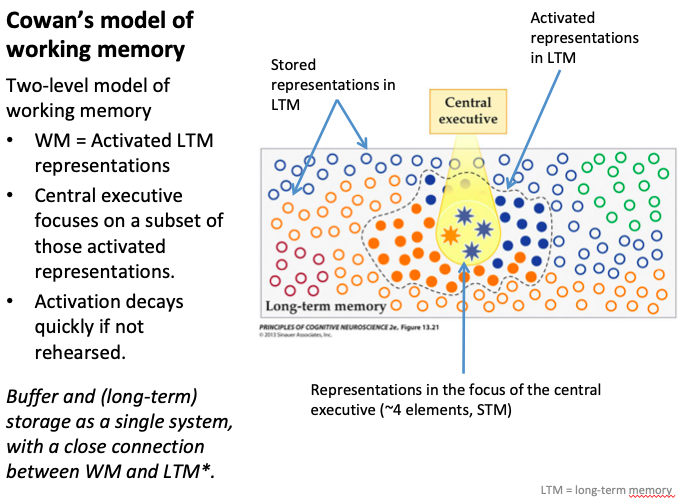 Cowan's model of
working memory
Two-level model of
working memory
• WM = Activated LTM
representations
• Central executive
focuses on a subset of
those activated
representations.
• Activation decays
quickly if not
rehearsed.
Buffer and (long-term)
storage as a single system,
with a close connection
between WM and LTM*.
Stored
representations in
LTM
Activated
representations
in LTM
Central
executive
Long-term memory
PRINCIPLES OF COGNITIVE NEUROSCIENCE 2e, Figure 13.21
© 2013 Sinauer Associates, Inc.
Representations in the focus of the central
executive (~4 elements, STM)
LTM = long-term memory